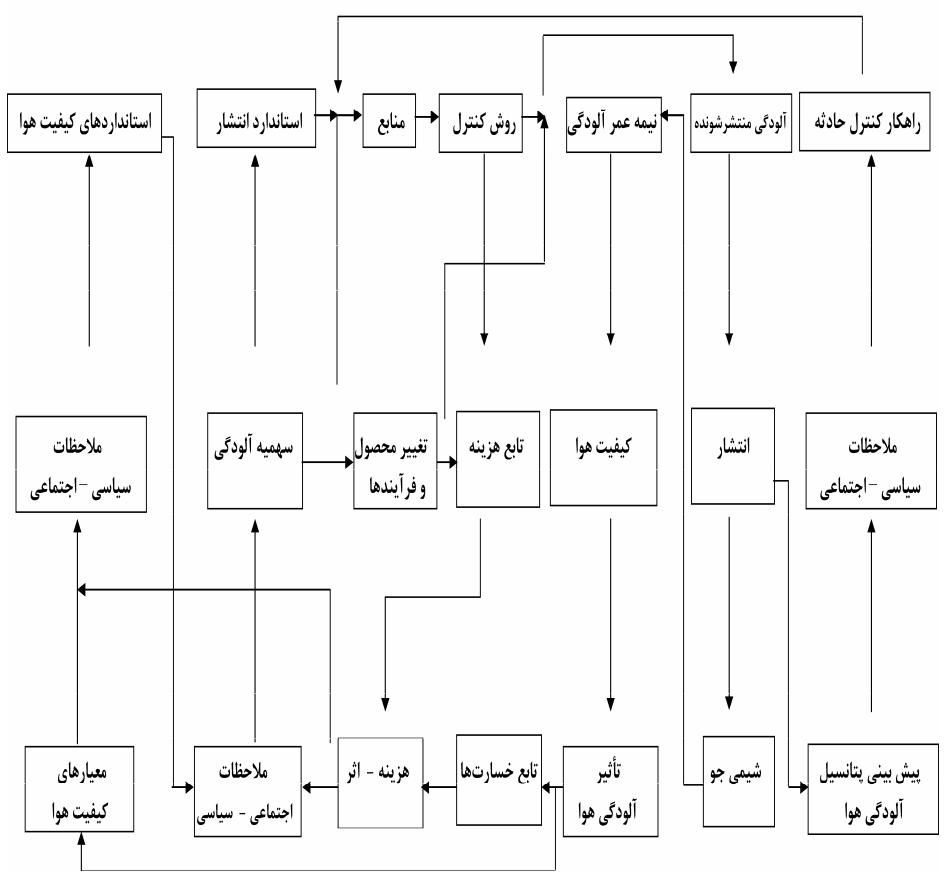 راهکار کنترل حادثه
آلودگی منتشرشونده
نیمه عمر آلودگی
روش کنترل
منابع
استاندارد انتشار
استانداردهای کیفیت هوا
ملاحظات
سیاسی - اجتماعی
انتشار
کیفیت هوا
تابع هزینه
تغییر محصول
و فرآیندها
سهمیه آلودگی
ملاحظات
سیاسی - اجتماعی
پیش بینی پتانسیل
آلودگی هوا
شیمی جو
تأثیر
آلودگی هوا
تابع خسارت‌ها
هزینه - اثر
ملاحظات
اجتماعی - سیاسی
معیارهای
کیفیت هوا